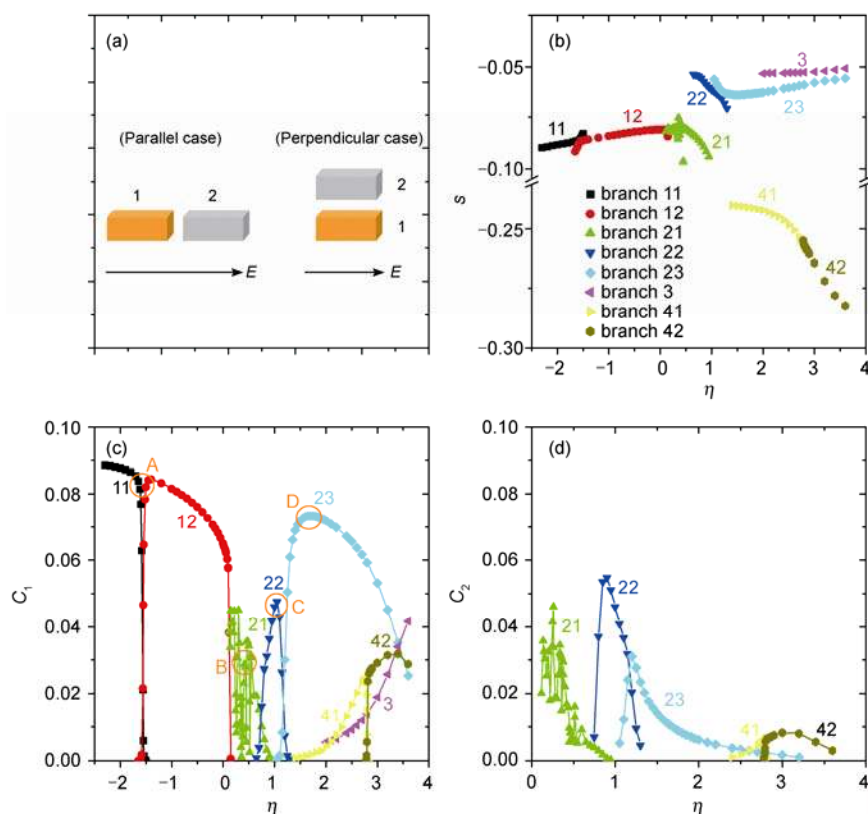 (a)
(Parallel case)
(Perpendicular case)
1
2
2
1
E
E
(b)
−0.05
−0.10
−0.25
−0.30
s
3
22
23
11
12
21
41
42
branch 11
branch 12
branch 21
branch 22
branch 23
branch 3
branch 41
branch 42
−2
−1
0
1
2
3
4
η
(c)
0.10
0.08
0.06
0.04
0.02
0.00
C1
A
11
12
D
23
22
C
21
B
42
41
3
−2
−1
0
1
2
3
4
η
(d)
0.10
0.08
0.06
0.04
0.02
0.00
C2
22
21
23
41
42
0
1
2
3
4
η